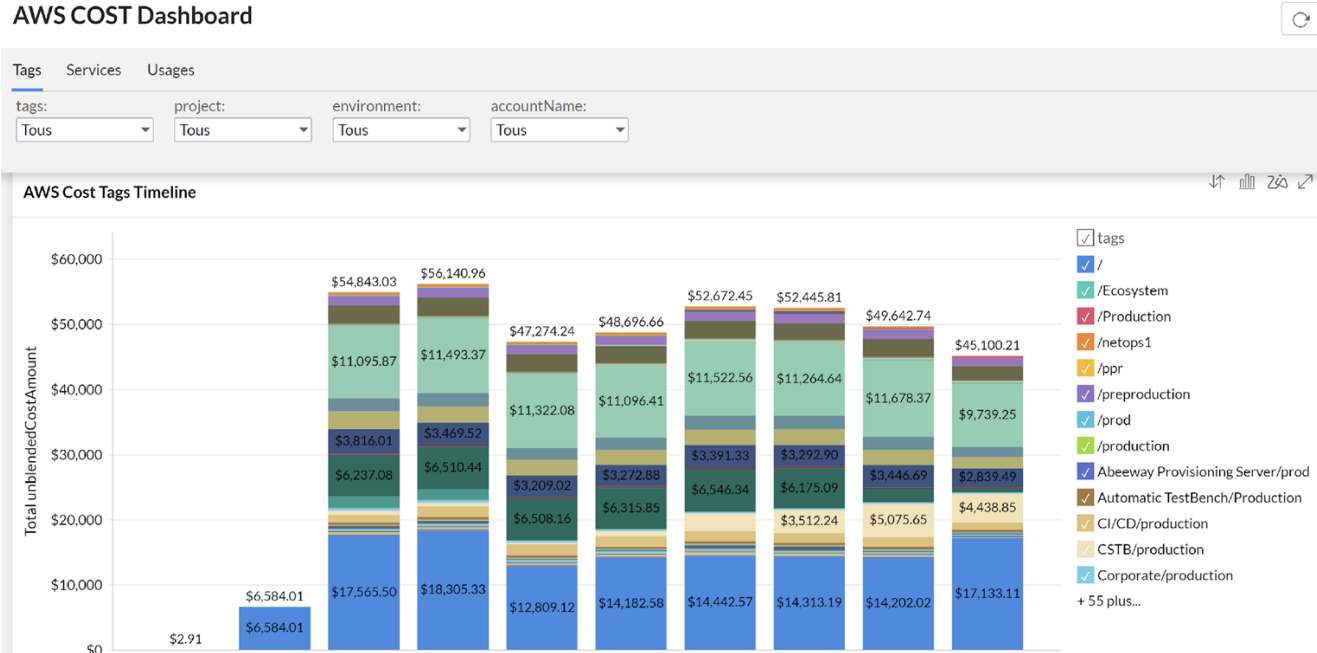 AWS COST Dashboard
Tags Services Usages
tags: project: environment: accountName:
Tous Tous Tous Tous
AWS Cost Tags Timeline
Total unblendedCostAmount
$60,000
$50,000
$40,000
$30,000
$20,000
$10,000
$0
$2.91
$6,584.01
$6,584.01
$54,843.03
$11,095.87
$3,816.01
$6,237.08
$17,565.50
$56,140.96
$11,493.37
$3,469.52
$6,510.44
$18,305.33
$47,274.24
$11,322.08
$3,209.02
$6,508.16
$12,809.12
$48,696.66
$11,096.41
$3,272.88
$6,315.85
$14,182.58
$52,672.45
$11,522.56
$3,391.33
$6,546.34
$14,442.57
$52,445.81
$11,264.64
$3,292.90
$6,175.09
$3,512.24
$14,313.19
$49,642.74
$11,678.37
$3,446.69
$5,075.65
$14,202.02
$45,100.21
$9,739.25
$2,839.49
$4,438.85
$17,133.11
tags
/
/Ecosystem
/Production
/netops1
/ppr
/preproduction
/prod
/production
Abeeway Provisioning Server/prod
Automatic TestBench/Production
CI/CD/production
CSTB/production
Corporate/production
+ 55 plus...